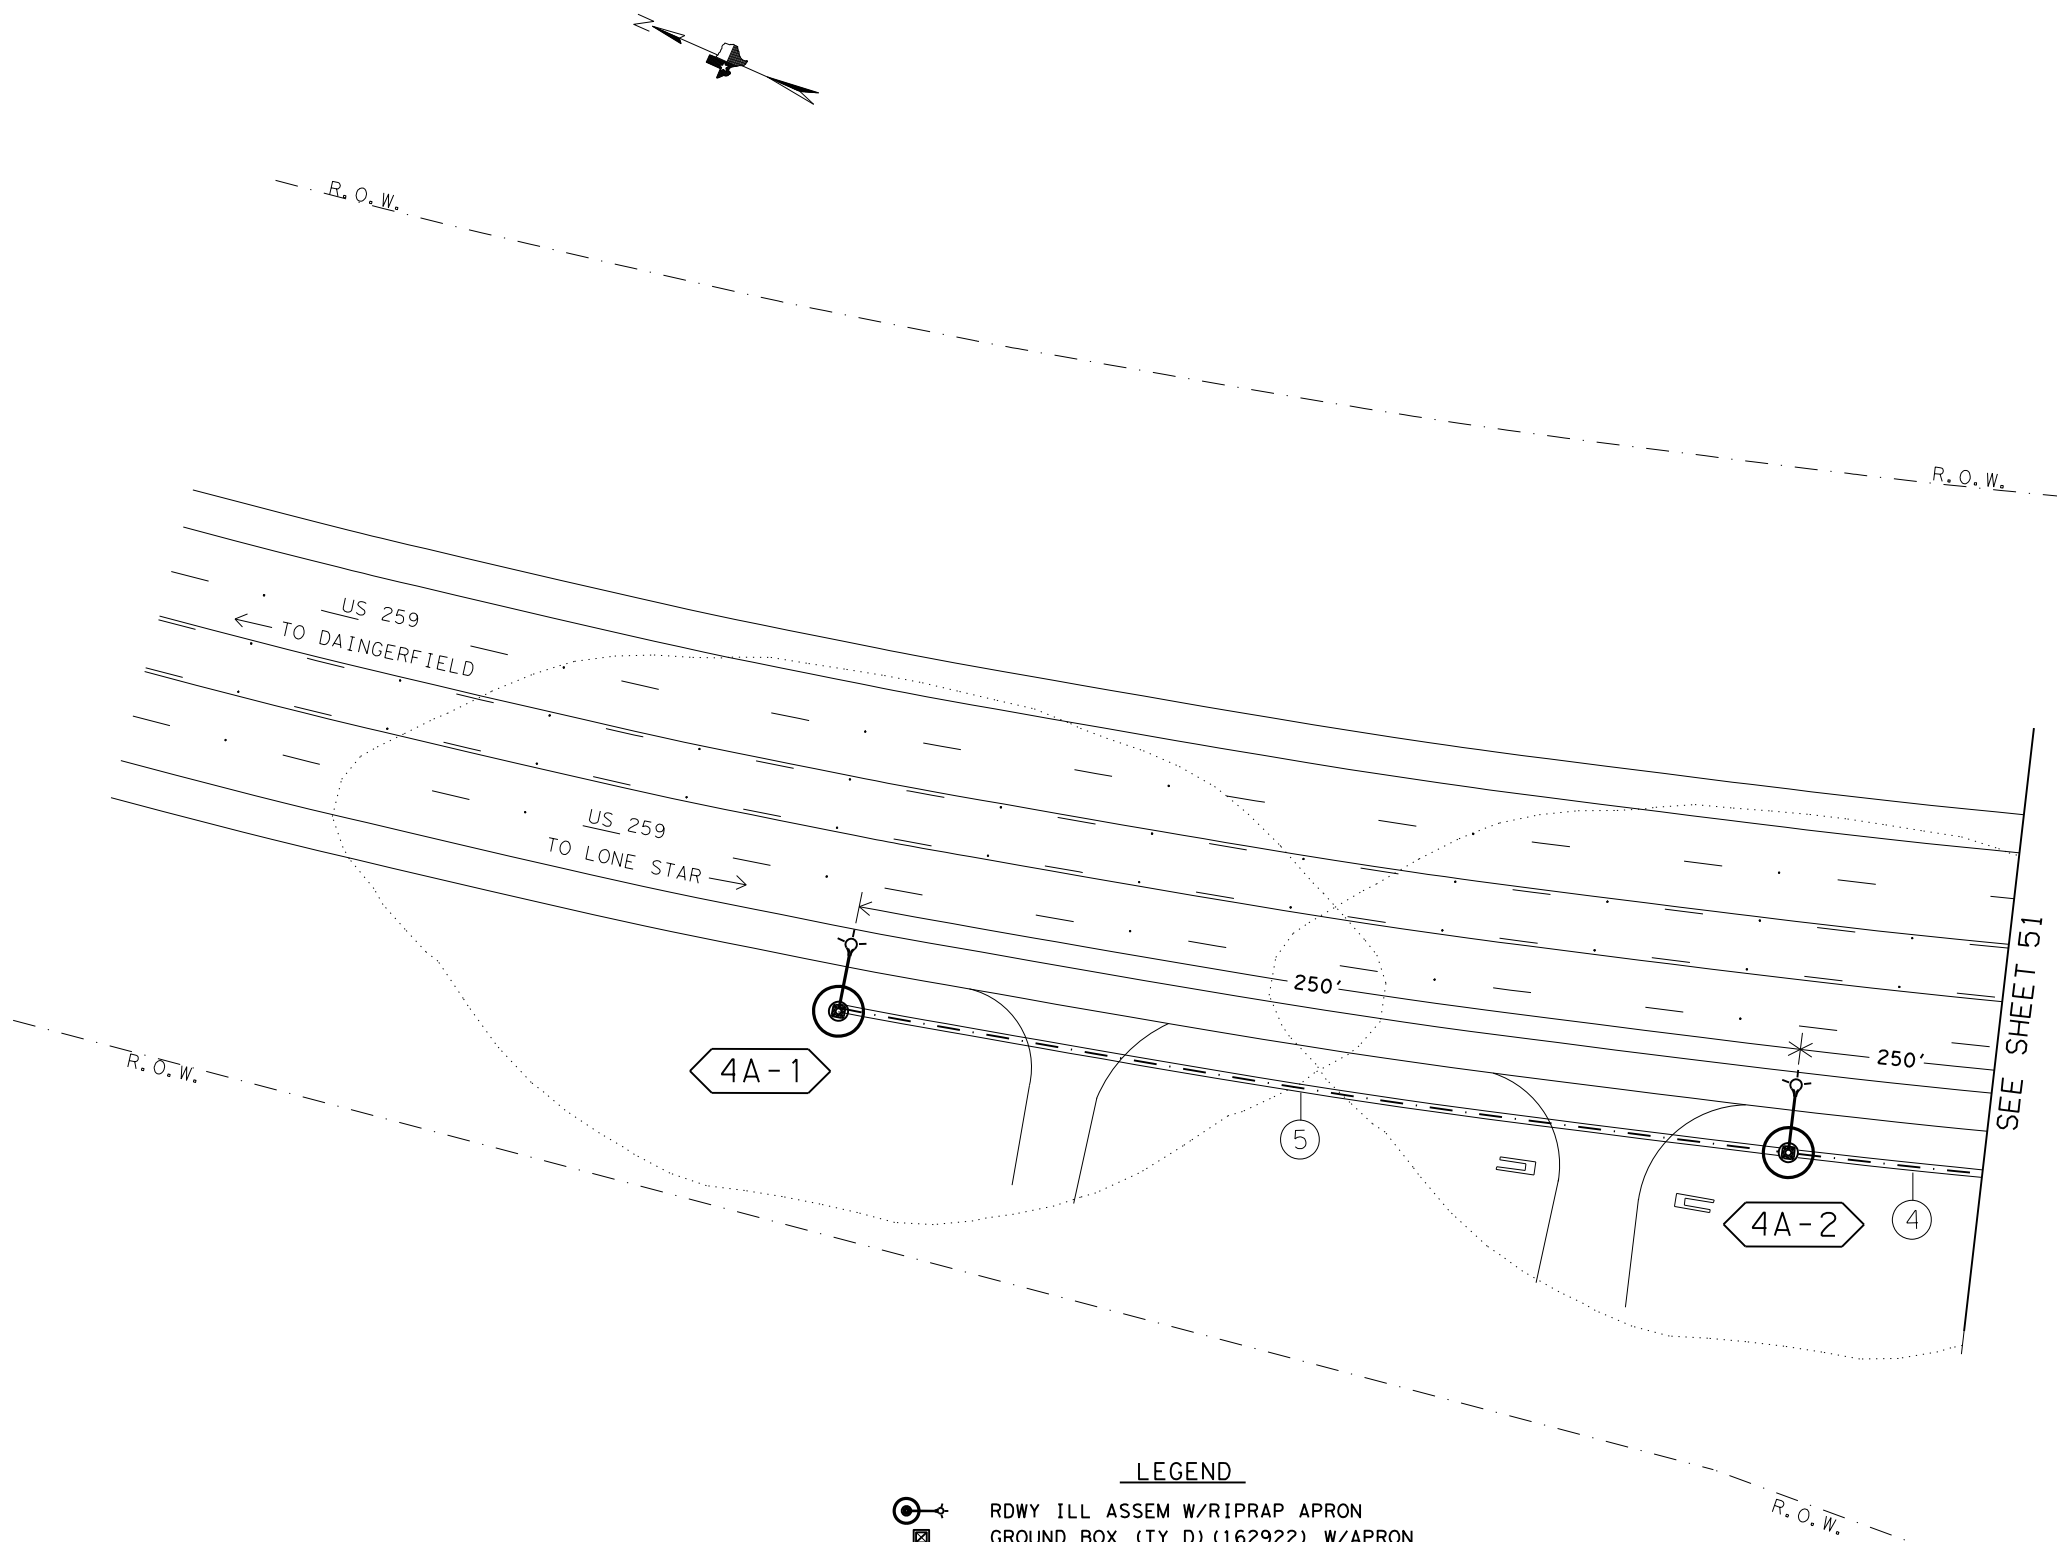 N
R.O.W.
R.O.W.
US 259
TO DAINGERFIELD
US 259
TO LONE STAR
SEE SHEET 51
250'
250'
R.O.W.
4A-1
5
4A-2
4
LEGEND
RDWY ILL ASSEM W/RIPRAP APRON
GROUND BOX (TY D)(162922) W/APRON
R.O.W.